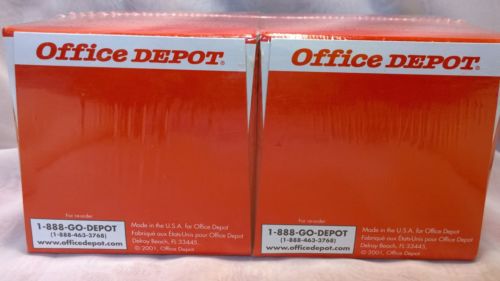 Office DEPOT®
For re-order:
1-888-GO-DEPOT
(1-888-463-3768)
www.officedepot.com
Made in the U.S.A. for Office Depot
Fabriqué aux États-Unis pour Office Depot
Delray Beach, FL 33445.
© 2001, Office Depot.
Office DEPOT®
For re-order:
1-888-GO-DEPOT
(1-888-463-3768)
www.officedepot.com
Made in the U.S.A. for Office Depot
Fabriqué aux États-Unis pour Office Depot
Delray Beach, FL 33445.
© 2001, Office Depot.